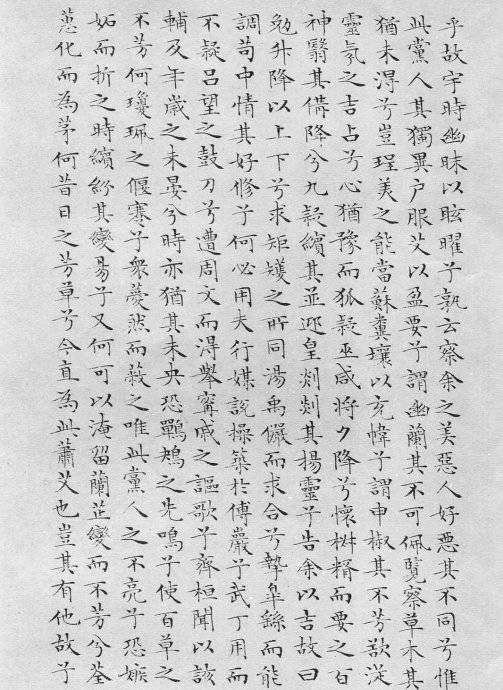 乎故宇時幽昧以眩曜兮孰云察余之美惡人好惡其不同兮惟
此黨人其獨異户服艾以盈要兮謂幽蘭其不可佩覽察草木其
猶未淂兮豈珵美之能當蘇糞壤以充幃兮謂申椒其不芳欲從
靈氛之吉占兮心猶豫而狐疑巫咸將夕降兮懷椒糈而要之百
神翳其備降兮九疑繽其並迎皇剡剡其揚靈兮告余以吉故曰
勉升降以上下兮求矩矱之所同湯禹儼而求合兮摯皋繇而能
調苟中情其好修兮何必用夫行媒說操築於傅巖兮武丁用而
不疑吕望之鼓刀兮遭周文而淂舉甯戚之謳歌兮齊桓聞以該
輔及年歲之未晏兮時亦猶其未央恐鵜鴂之先鳴兮使百草之
不芳何瓊珮之偃蹇兮衆薆然而蔽之唯此黨人之不亮兮恐嫉
妬而折之時繽紛其變易兮又何可以淹留蘭芷變而不芳兮荃
蕙化而為茅何昔日之芳草兮今直為此蕭艾也豈其有他故兮